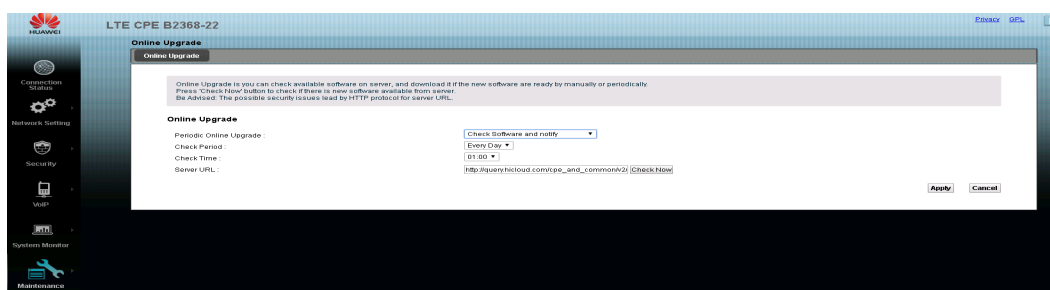 HUAWEI
LTE CPE B2368-22
Privacy GPL
Online Upgrade
Online Upgrade
Connection Status
Network Setting
Security
VoIP
System Monitor
Maintenance
Online Upgrade is you can check available software on server, and download it if the new software are ready by manually or periodically.
Press 'Check Now' button to check if there is new software available from server.
Be Advised: The possible security issues lead by HTTP protocol for server URL.
Online Upgrade
Periodic Online Upgrade : Check Software and notify
Check Period : Every Day
Check Time : 01:00
Server URL : http://query.hicloud.com/cpe_and_common/v2/ Check Now
Apply Cancel